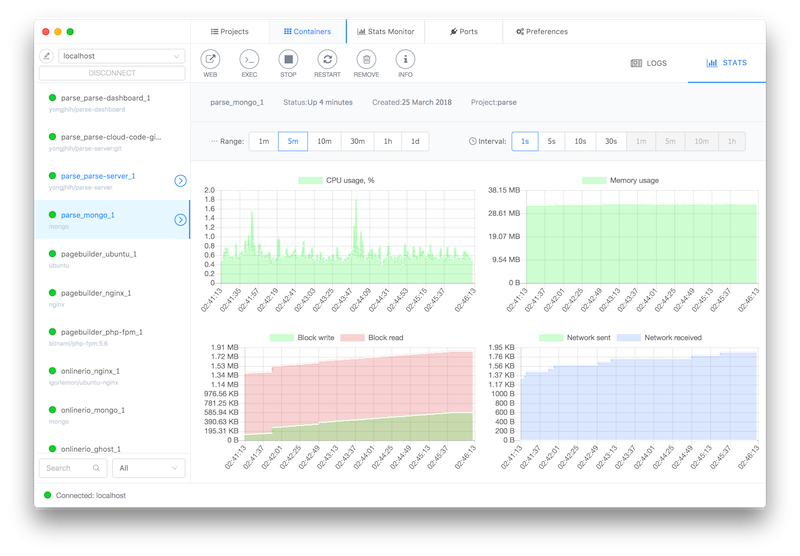 Projects
Containers
Stats Monitor
Ports
Preferences
localhost
DISCONNECT
WEB
EXEC
STOP
RESTART
REMOVE
INFO
LOGS
STATS
parse_parse-dashboard_1
yongjhih/parse-dashboard
parse_parse-cloud-code-gi...
yongjhih/parse-server:git
parse_parse-server_1
yongjhih/parse-server
parse_mongo_1
mongo
pagebuilder_ubuntu_1
ubuntu
pagebuilder_nginx_1
nginx
pagebuilder_php-fpm_1
bitnami/php-fpm:5.6
onlinerio_nginx_1
igorlemon/ubuntu-nginx
onlinerio_mongo_1
mongo
onlinerio_ghost_1
Search
All
Connected: localhost
parse_mongo_1 Status:Up 4 minutes Created:25 March 2018 Project:parse
Range: 1m 5m 10m 30m 1h 1d
Interval: 1s 5s 10s 30s 1m 5m 10m 1h
CPU usage, %
2.0
1.8
1.6
1.4
1.2
1.0
0.8
0.6
0.4
0.2
0
02:41:13 02:41:35 02:41:57 02:42:19 02:42:41 02:43:03 02:43:25 02:43:47 02:44:09 02:44:31 02:44:53 02:45:15 02:45:37 02:46:13
Memory usage
38.15 MB
28.61 MB
19.07 MB
9.54 MB
0 B
02:41:13 02:41:37 02:42:01 02:42:25 02:42:49 02:43:13 02:43:37 02:44:01 02:44:25 02:44:49 02:45:13 02:45:37 02:46:13
Block write Block read
1.91 MB
1.72 MB
1.53 MB
1.34 MB
1.14 MB
976.56 KB
781.25 KB
585.94 KB
390.63 KB
195.31 KB
0 B
02:41:13 02:41:37 02:42:01 02:42:25 02:42:49 02:43:13 02:43:37 02:44:01 02:44:25 02:44:49 02:45:13 02:45:37 02:46:13
Network sent Network received
1.95 KB
1.76 KB
1.56 KB
1.37 KB
1.17 KB
1000 B
800 B
600 B
400 B
200 B
0 B
02:41:13 02:41:37 02:42:01 02:42:25 02:42:49 02:43:13 02:43:37 02:44:01 02:44:25 02:44:49 02:45:13 02:45:37 02:46:13